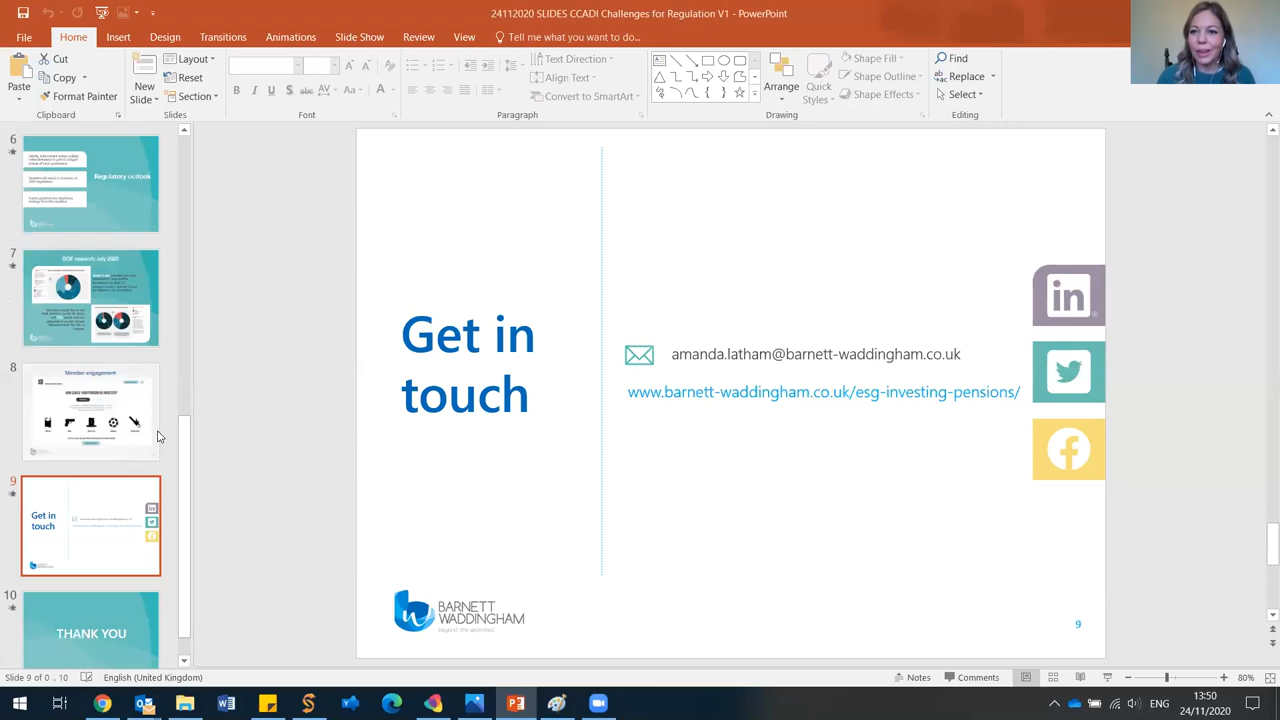 24112020 SLIDES CCADI Challenges for Regulation V1 - PowerPoint
File Home Insert Design Transitions Animations Slide Show Review View Tell me what you want to do...
Paste
Cut
Copy
Format Painter
Clipboard
New Slide
Layout
Reset
Section
Slides
Font
Text Direction
Align Text
Convert to SmartArt
Paragraph
Arrange
Quick Styles
Shape Fill
Shape Outline
Shape Effects
Drawing
Find
Replace
Select
Editing
6
Regulatory outlook
7
8
Member engagement
9
Get in
touch
10
THANK YOU
Get in
touch
amanda.latham@barnett-waddingham.co.uk
www.barnett-waddingham.co.uk/esg-investing-pensions/
in
BARNETT
WADDINGHAM
beyond the expertise
9
Slide 9 of 0 .. 10 English (United Kingdom) Notes Comments 80%
ENG
13:50
24/11/2020